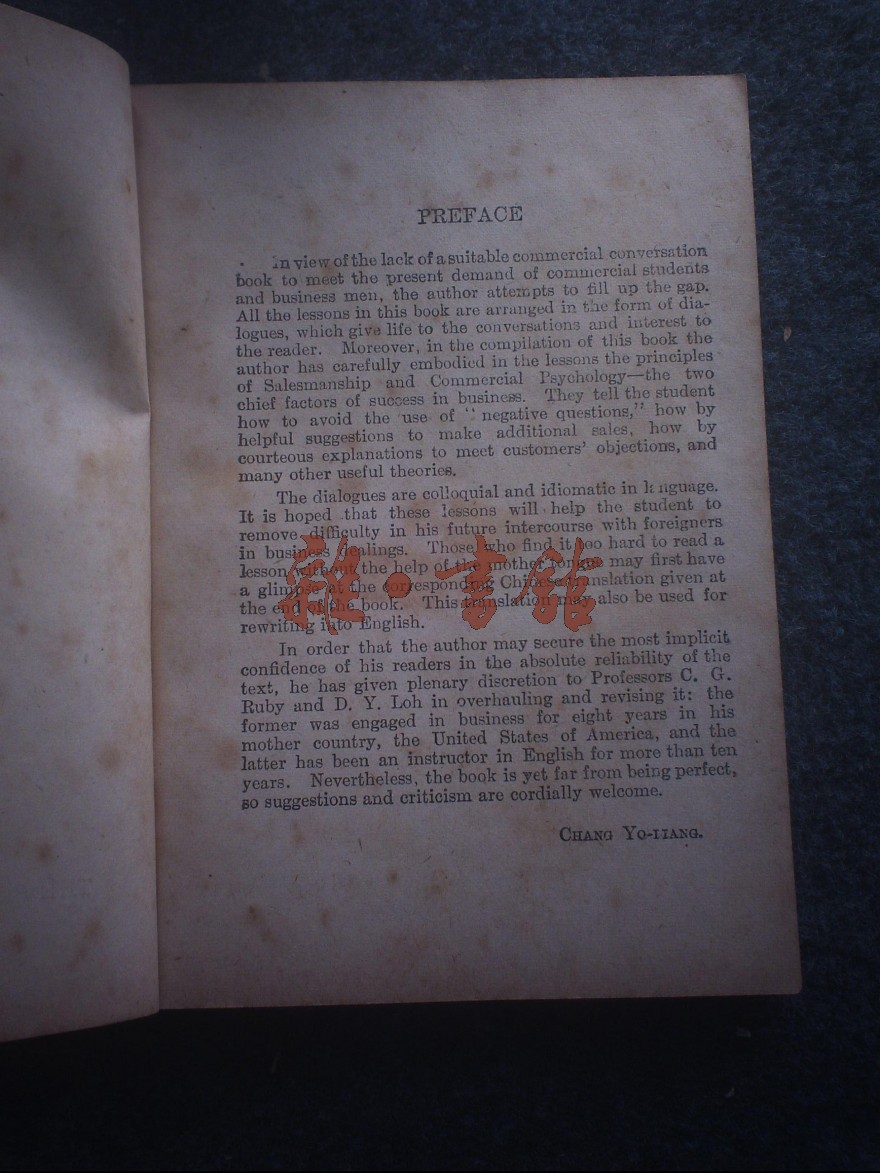 PREFACE
In view of the lack of a suitable commercial conversation
book to meet the present demand of commercial students
and business men, the author attempts to fill up the gap.
All the lessons in this book are arranged in the form of dia-
logues, which give life to the conversations and interest to
the reader. Moreover, in the compilation of this book the
author has carefully embodied in the lessons the principles
of Salesmanship and Commercial Psychology—the two
chief factors of success in business. They tell the student
how to avoid the use of “negative questions,” how by
helpful suggestions to make additional sales, how by
courteous explanations to meet customers’ objections, and
many other useful theories.
The dialogues are colloquial and idiomatic in language.
It is hoped that these lessons will help the student to
remove difficulty in his future intercourse with foreigners
in business dealings. Those who find it too hard to read a
lesson without the help of the mother tongue may first have
a glimpse at the corresponding Chinese translation given at
the end of the book. This translation may also be used for
rewriting into English.
In order that the author may secure the most implicit
confidence of his readers in the absolute reliability of the
text, he has given plenary discretion to Professors C. G.
Ruby and D. Y. Loh in overhauling and revising it: the
former was engaged in business for eight years in his
mother country, the United States of America, and the
latter has been an instructor in English for more than ten
years. Nevertheless, the book is yet far from being perfect,
so suggestions and criticism are cordially welcome.
CHANG YO-HANG.
雜·書館